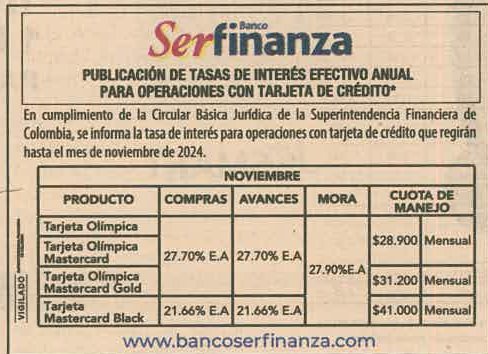 Banco
Serfinanza
PUBLICACIÓN DE TASAS DE INTERÉS EFECTIVO ANUAL
PARA OPERACIONES CON TARJETA DE CRÉDITO*
En cumplimiento de la Circular Básica Jurídica de la Superintendencia Financiera de
Colombia, se informa la tasa de interés para operaciones con tarjeta de crédito que regirán
hasta el mes de noviembre de 2024.
NOVIEMBRE
PRODUCTO COMPRAS AVANCES MORA CUOTA DE MANEJO
Tarjeta Olímpica
Tarjeta Olímpica
Mastercard
27.70% E.A 27.70% E.A
$28.900 Mensual
27.90%E.A
Tarjeta Olímpica
Mastercard Gold
$31.200 Mensual
Tarjeta
Mastercard Black
21.66% E.A 21.66% E.A
$41.000 Mensual
VIGILADO
www.bancoserfinanza.com